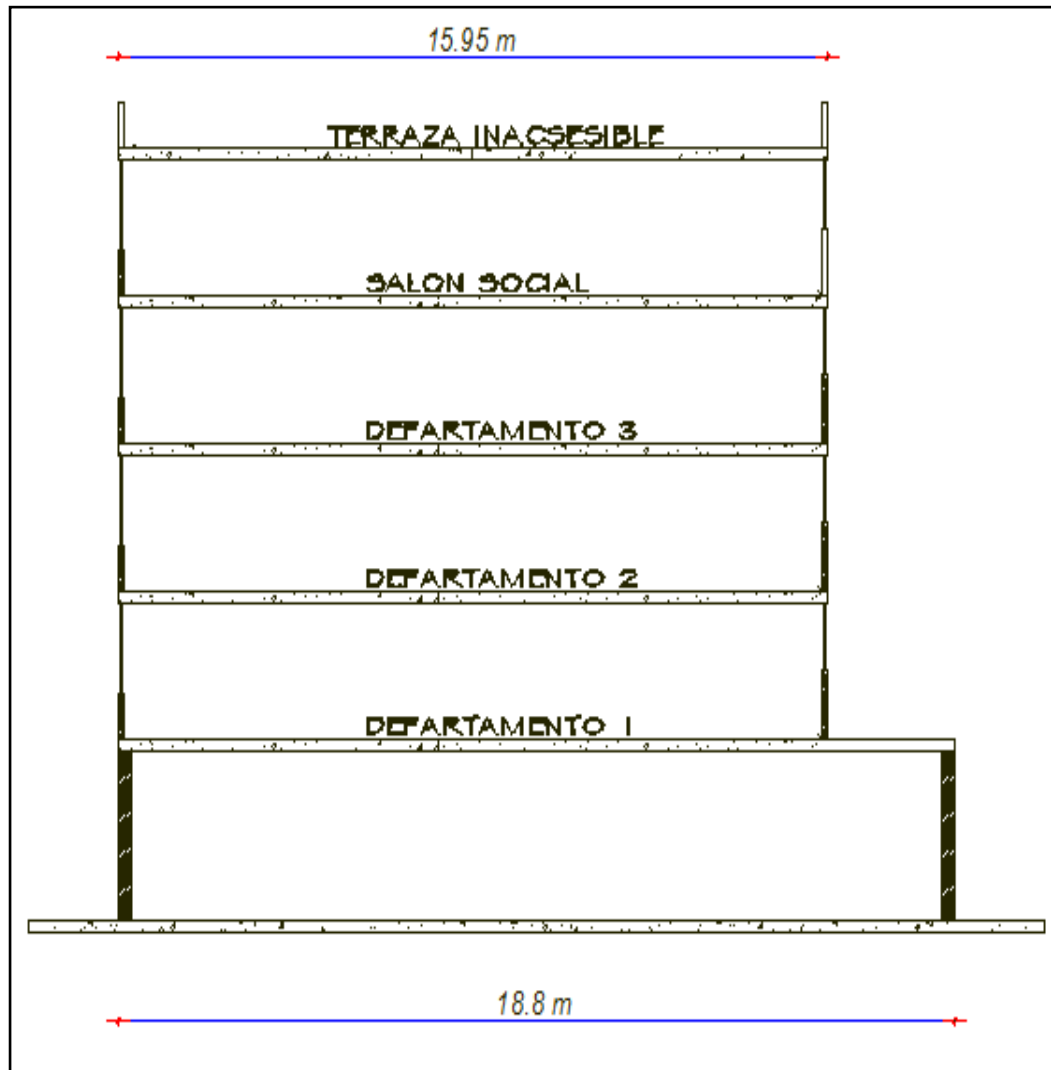 15.95 m
TERRAZA INACSESIBLE
SALON SOCIAL
DEPARTAMENTO 3
DEPARTAMENTO 2
DEPARTAMENTO 1
18.8 m